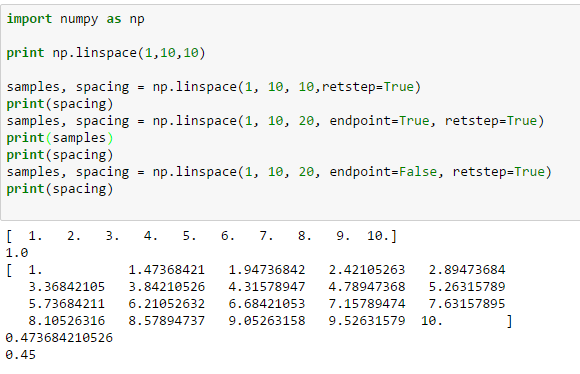 import numpy as np
print np.linspace(1,10,10)
samples, spacing = np.linspace(1, 10, 10,retstep=True)
print(spacing)
samples, spacing = np.linspace(1, 10, 20, endpoint=True, retstep=True)
print(samples)
print(spacing)
samples, spacing = np.linspace(1, 10, 20, endpoint=False, retstep=True)
print(spacing)
[ 1. 2. 3. 4. 5. 6. 7. 8. 9. 10.]
1.0
[ 1. 1.47368421 1.94736842 2.42105263 2.89473684
3.36842105 3.84210526 4.31578947 4.78947368 5.26315789
5.73684211 6.21052632 6.68421053 7.15789474 7.63157895
8.10526316 8.57894737 9.05263158 9.52631579 10. ]
0.473684210526
0.45